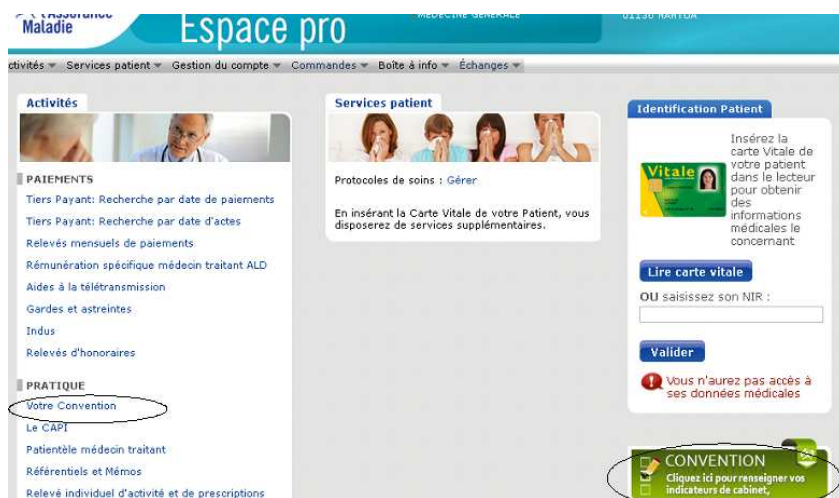 l'Assurance
Maladie
Espace pro
MEDECINE GENERALE
ctivités Services patient Gestion du compte Commandes Boîte à info Échanges
Activités
PAIEMENTS
Tiers Payant: Recherche par date de paiements
Tiers Payant: Recherche par date d'actes
Relevés mensuels de paiements
Rémunération spécifique médecin traitant ALD
Aides à la télétransmission
Gardes et astreintes
Indus
Relevés d'honoraires
PRATIQUE
Votre Convention
Le CAPI
Patientèle médecin traitant
Référentiels et Mémos
Relevé individuel d'activité et de prescriptions
Services patient
Protocoles de soins : Gérer
En insérant la Carte Vitale de votre Patient, vous
disposerez de services supplémentaires.
Identification Patient
Vitale
Insérez la
carte Vitale de
votre patient
dans le lecteur
pour obtenir
des
informations
médicales le
concernant
Lire carte vitale
OU saisissez son NIR :
Valider
Vous n'aurez pas accès à
ses données médicales
CONVENTION
Cliquez ici pour renseigner vos
indicateurs de cabinet,